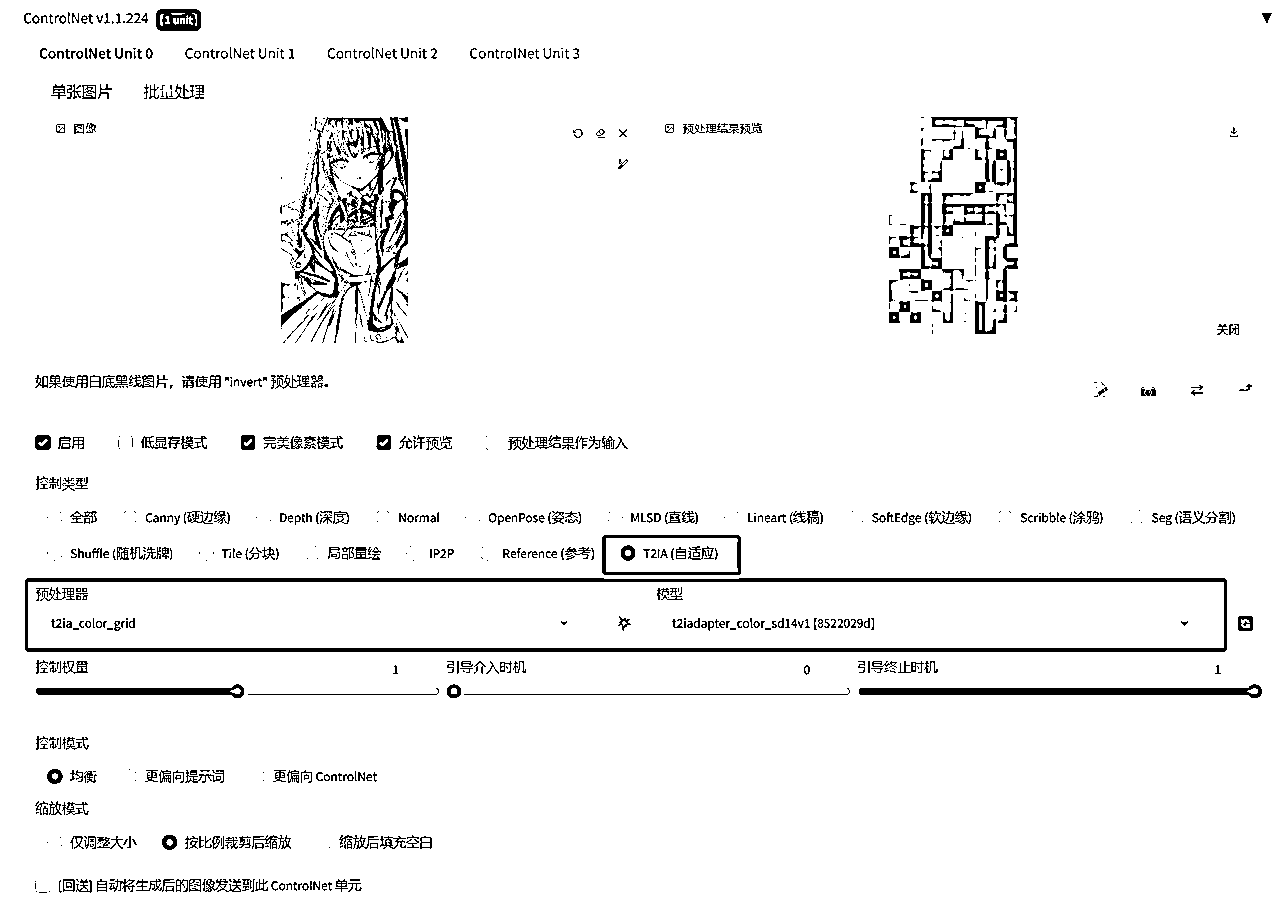 ControlNet v1.1.224 [1 unit]
ControlNet Unit 0 ControlNet Unit 1 ControlNet Unit 2 ControlNet Unit 3
单张图片 批量处理
图像 预处理结果预览
关闭
如果使用白底黑线图片，请使用 "invert" 预处理器。
启用 低显存模式 完美像素模式 允许预览 预处理结果作为输入
控制类型
全部 Canny (硬边缘) Depth (深度) Normal OpenPose (姿态) MLSD (直线) Lineart (线稿) SoftEdge (软边缘) Scribble (涂鸦) Seg (语义分割)
Shuffle (随机洗牌) Tile (分块) 局部重绘 IP2P Reference (参考) T2IA (自适应)
预处理器 模型
t2ia_color_grid t2iadapter_color_sd14v1 [8522029d]
控制权重 1 引导介入时机 0 引导终止时机 1
控制模式
均衡 更偏向提示词 更偏向 ControlNet
缩放模式
仅调整大小 按比例裁剪后缩放 缩放后填充空白
[回送] 自动将生成后的图像发送到此 ControlNet 单元